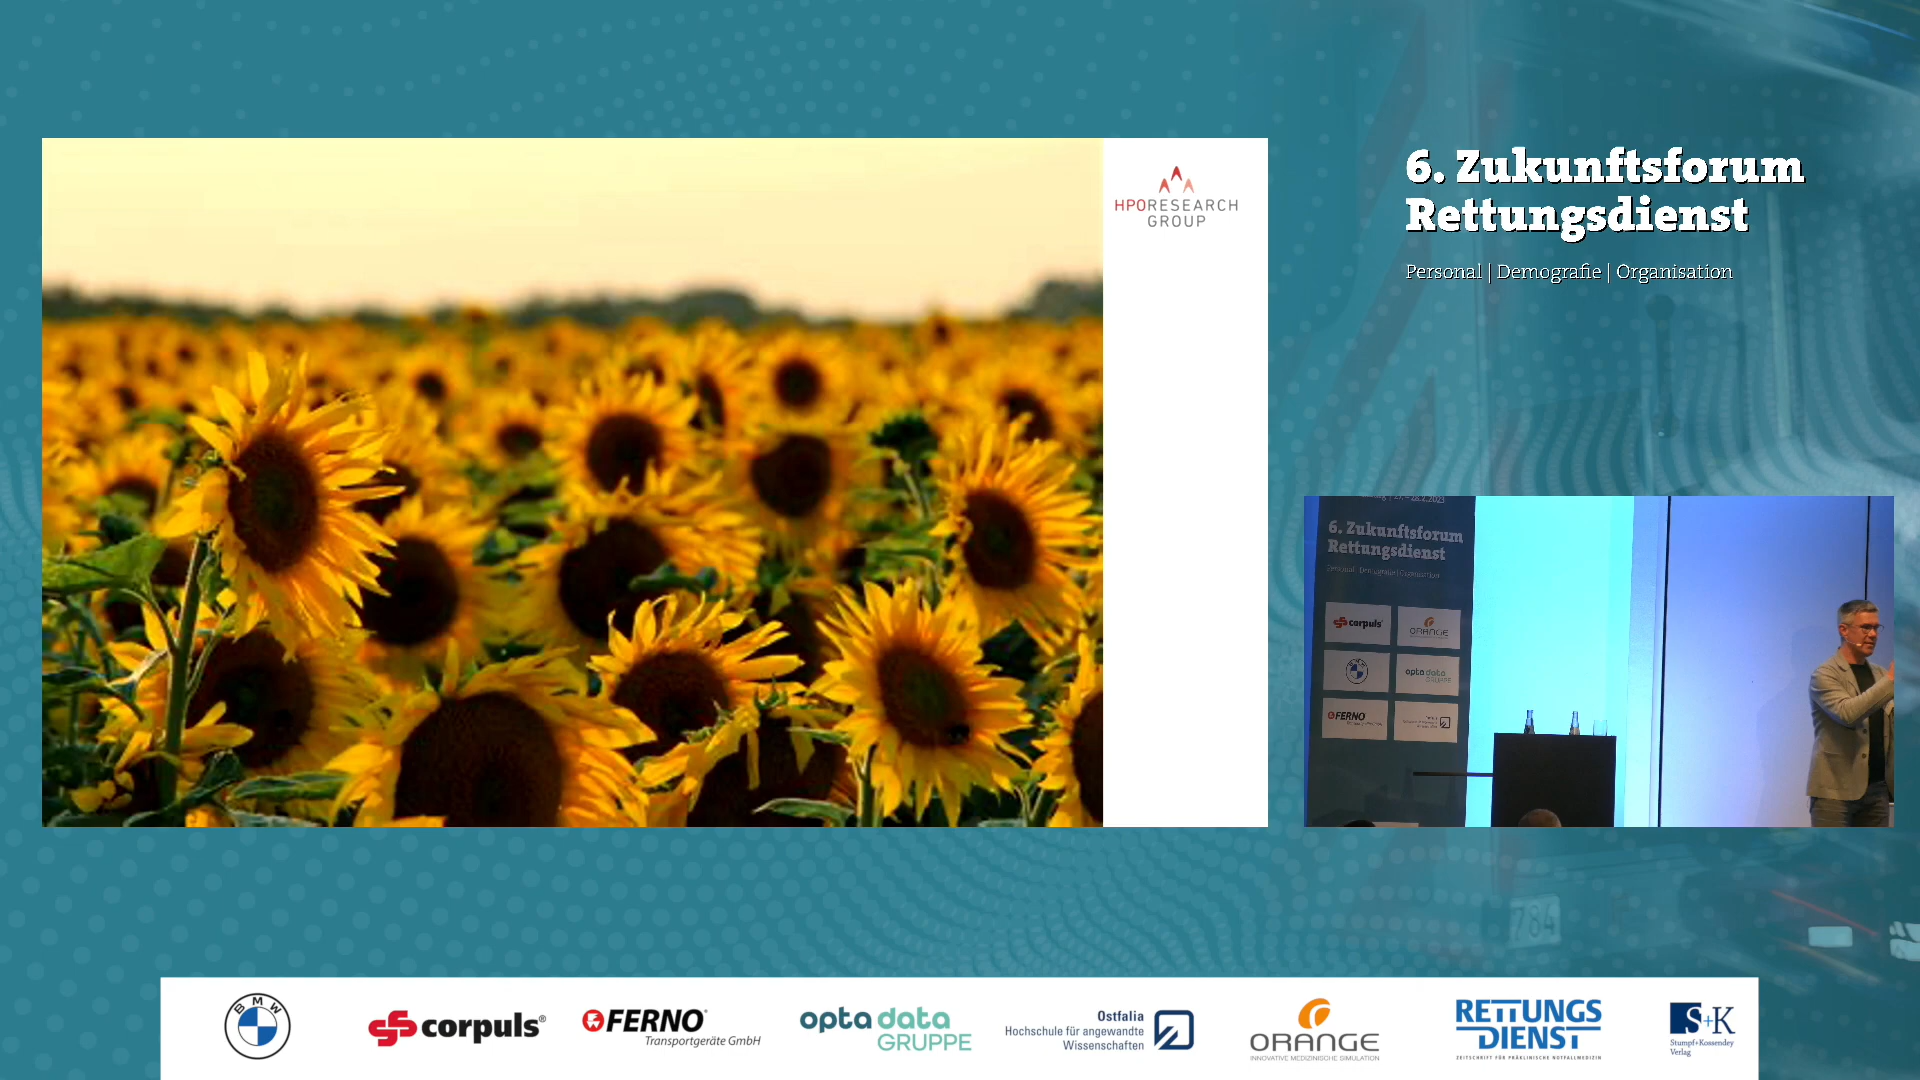 HPORESEARCH
GROUP
6. Zukunftsforum
Rettungsdienst
Personal | Demografie | Organisation
6. Zukunftsforum
Rettungsdienst
corpuls
ORANGE
opta data
GRUPPE
FERNO
BMW
corpuls®
FERNO
Transportgeräte GmbH
opta data
GRUPPE
Ostfalia
Hochschule für angewandte
Wissenschaften
ORANGE
INNOVATIVE MEDIZINISCHE SIMULATION
RETTUNGS
DIENST
ZEITSCHRIFT FÜR PRÄKLINISCHE NOTFALLMEDIZIN
S+K
Stumpf+Kossendey
Verlag
784